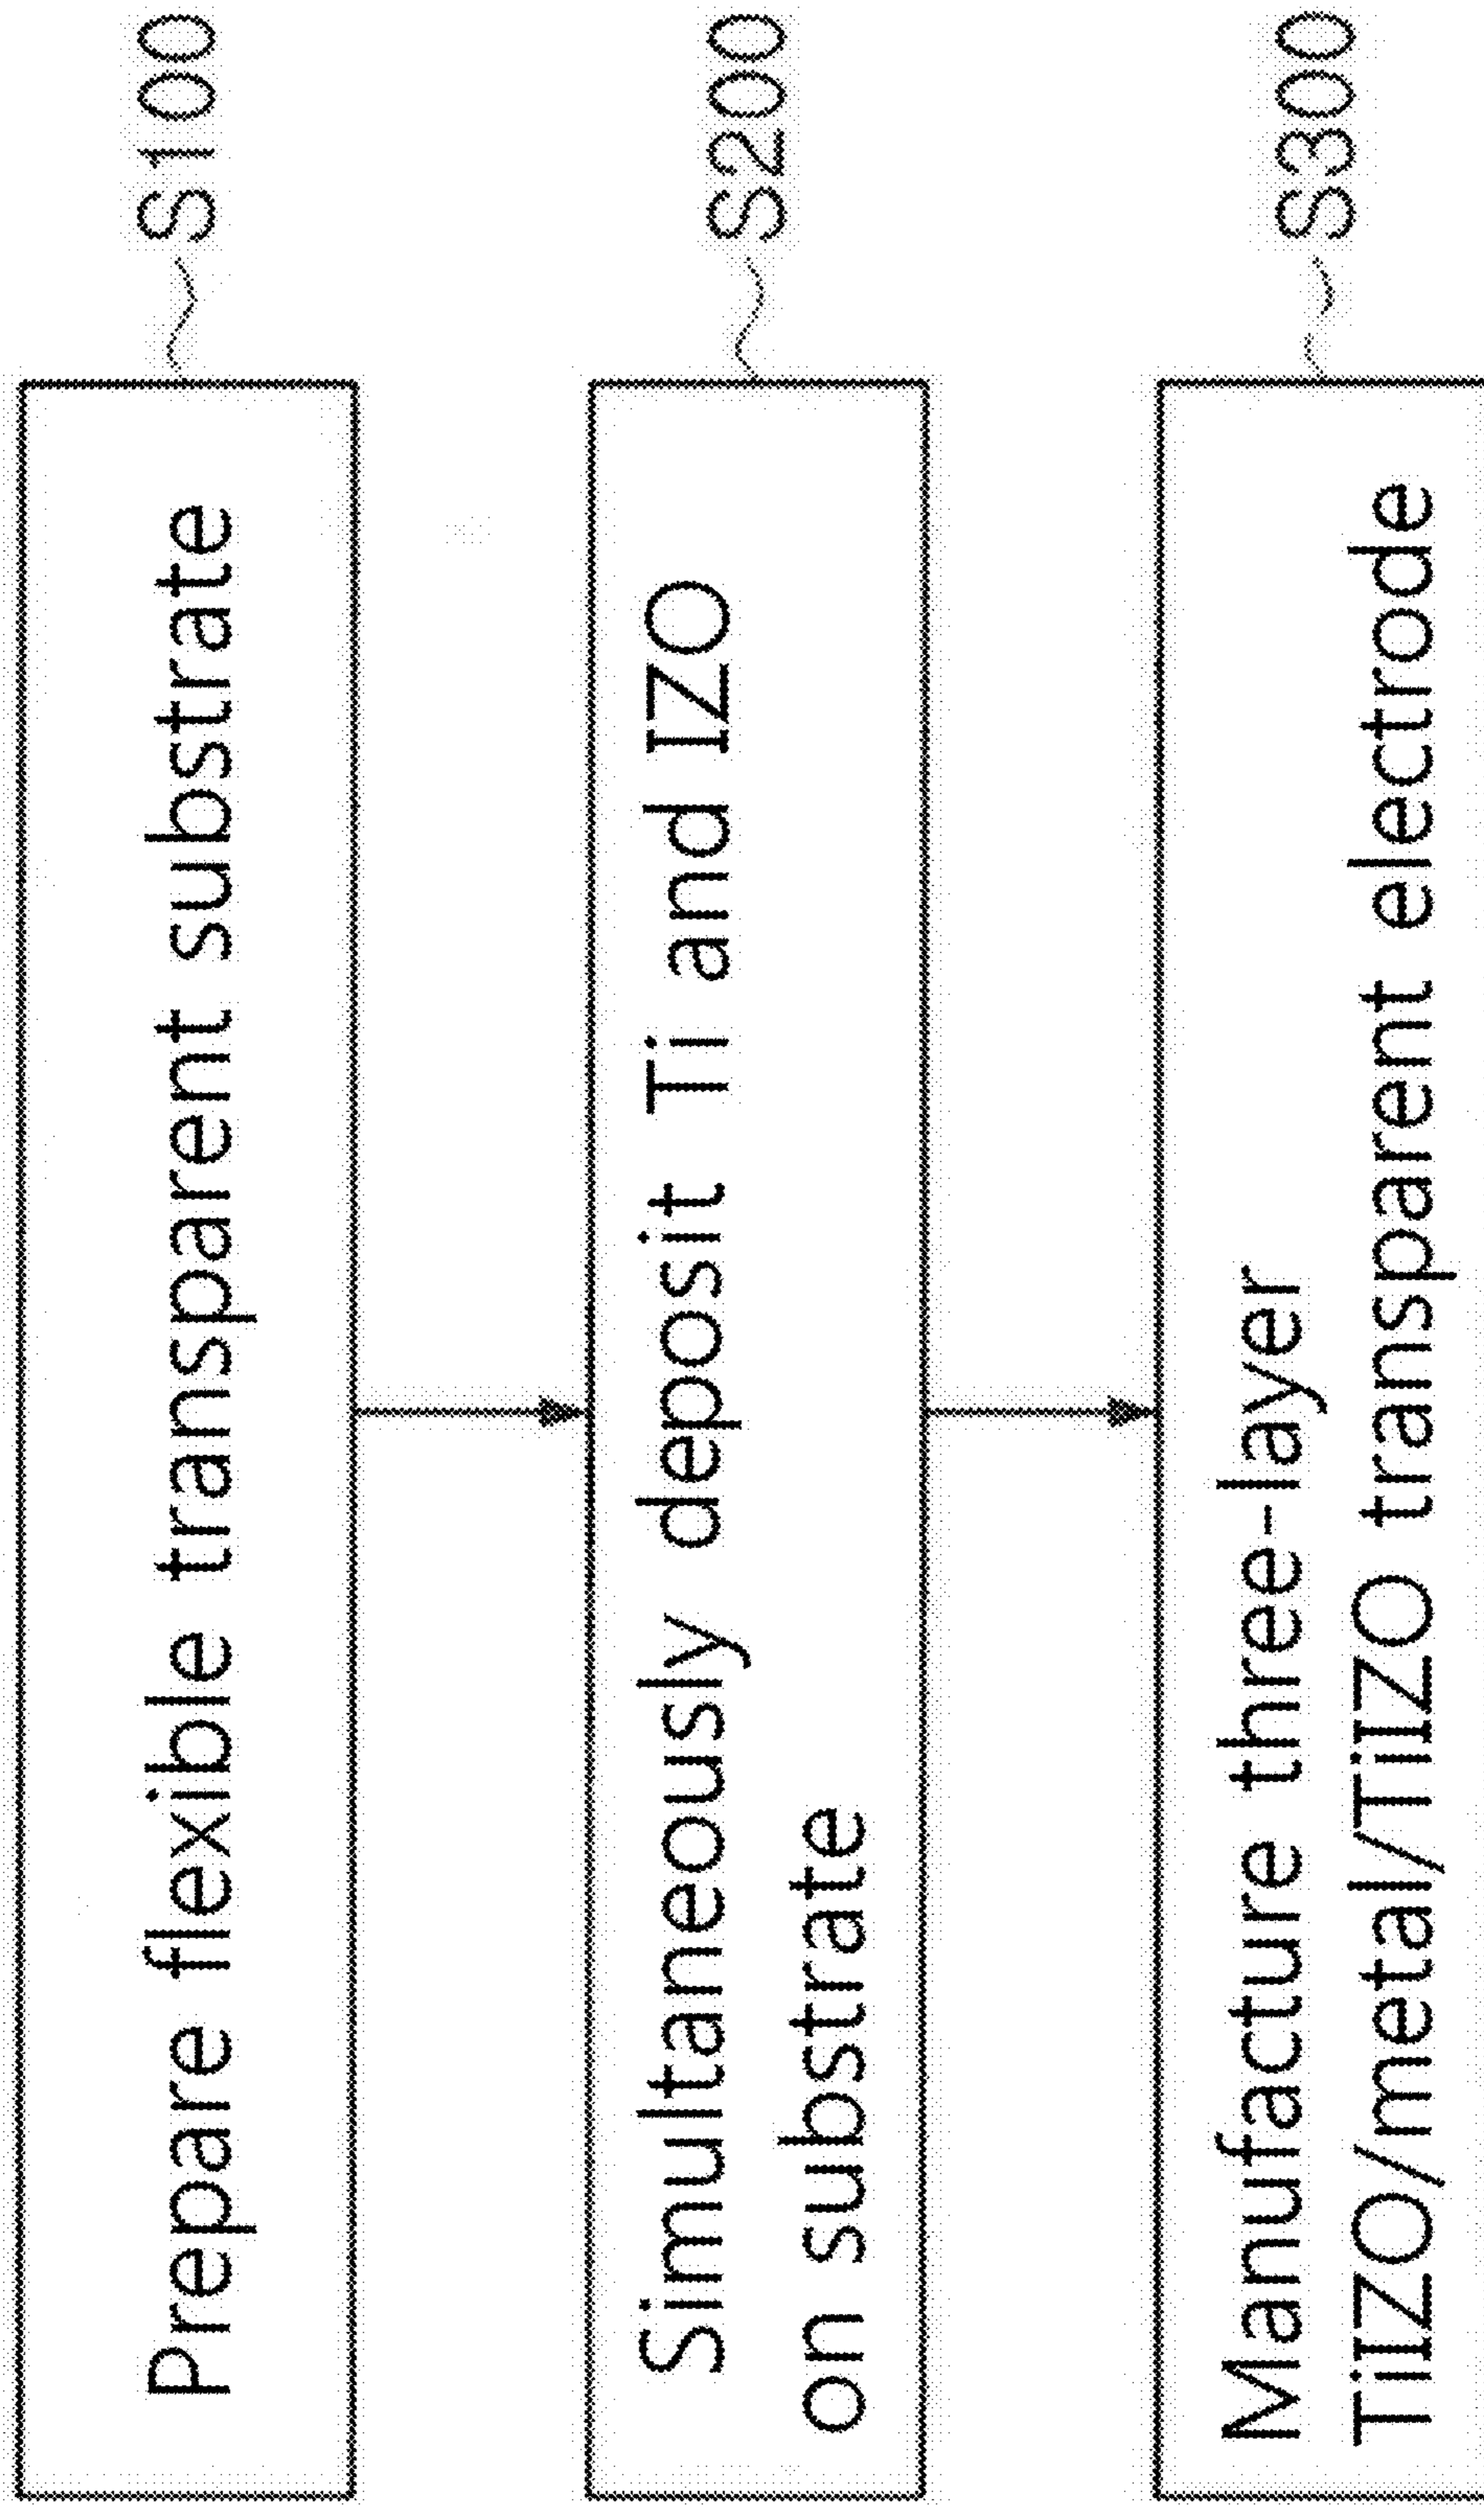 Prepare flexible transparent substrate
S100
Simultaneously deposit Ti and IZO
on substrate
S200
Manufacture three-layer
TiIZO/metal/TiIZO transparent electrode
S300